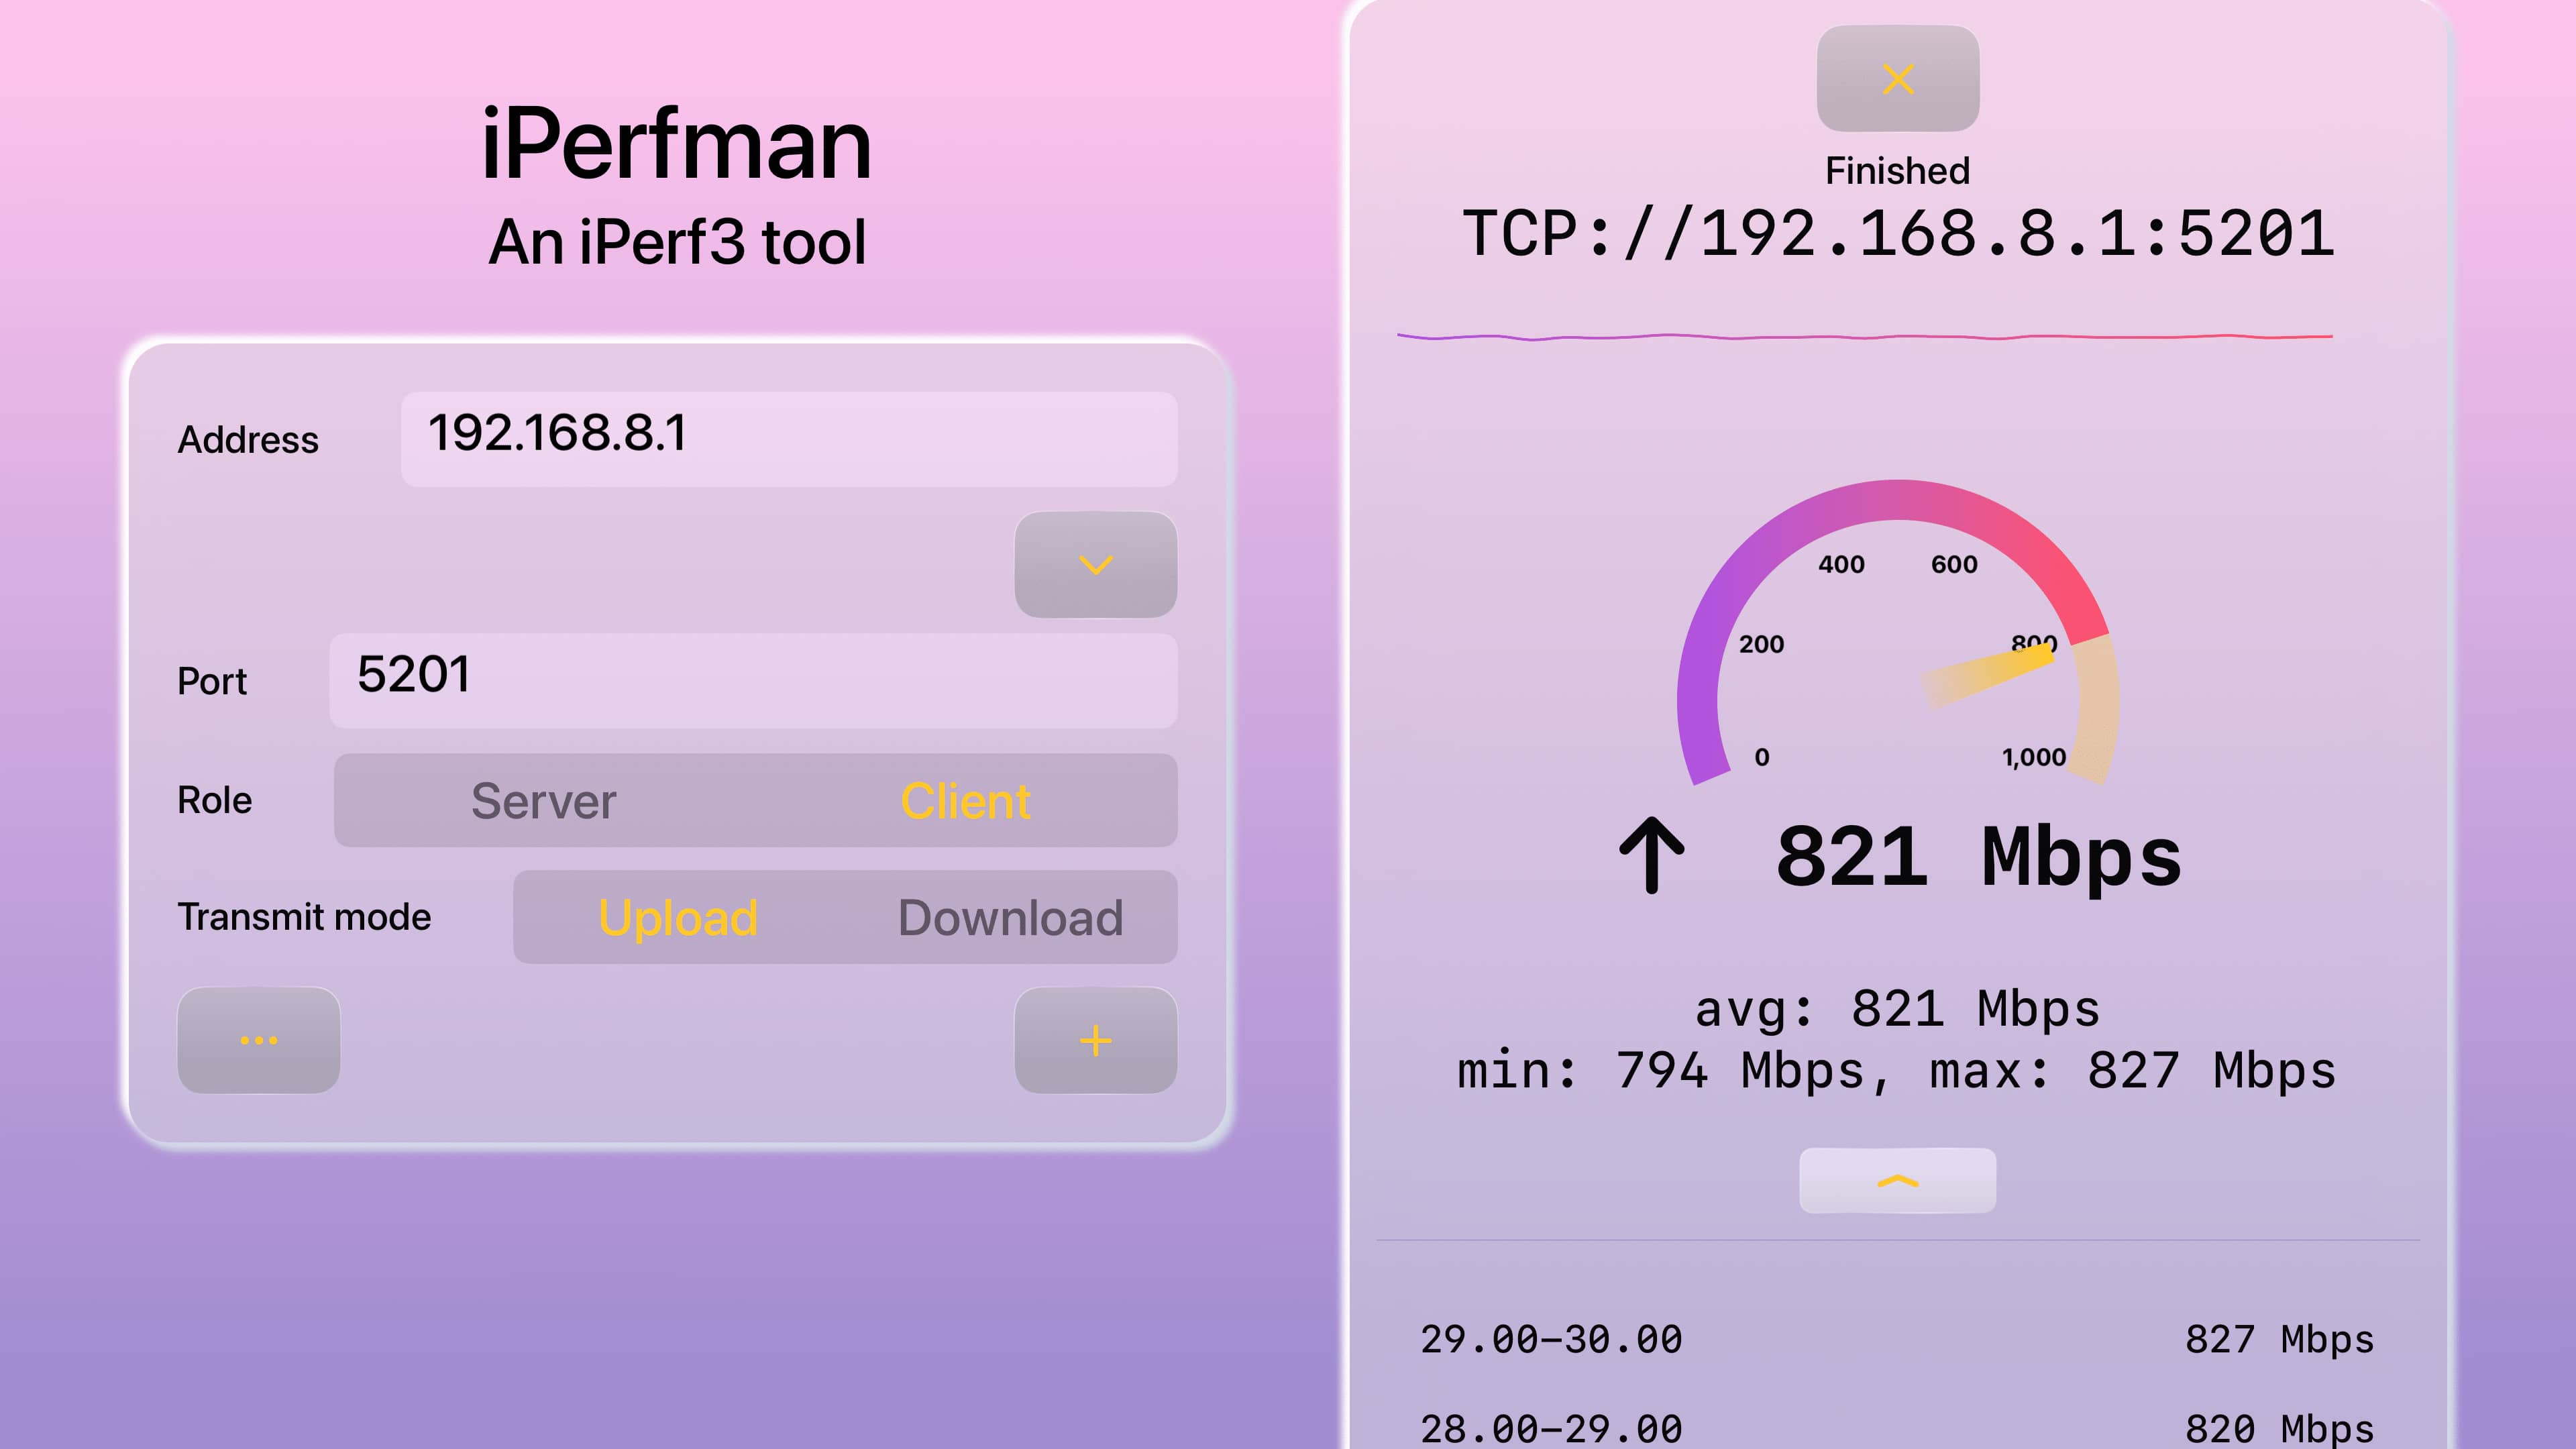 iPerfman
An iPerf3 tool
Address
192.168.8.1
Port
5201
Role
Server
Client
Transmit mode
Upload
Download
Finished
TCP://192.168.8.1:5201
0
200
400
600
800
1,000
↑ 821 Mbps
avg: 821 Mbps
min: 794 Mbps, max: 827 Mbps
29.00–30.00 827 Mbps
28.00–29.00 820 Mbps